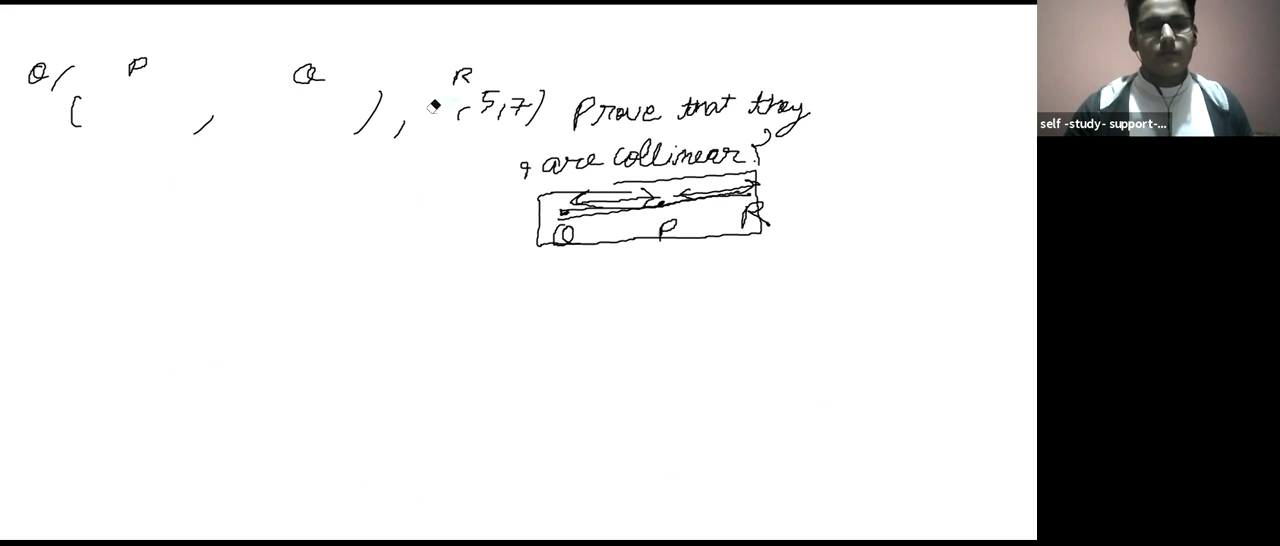 Q/ P Q R
( , ) , (5,7) Prove that they
are collinear?
Q P R
self -study- support-...